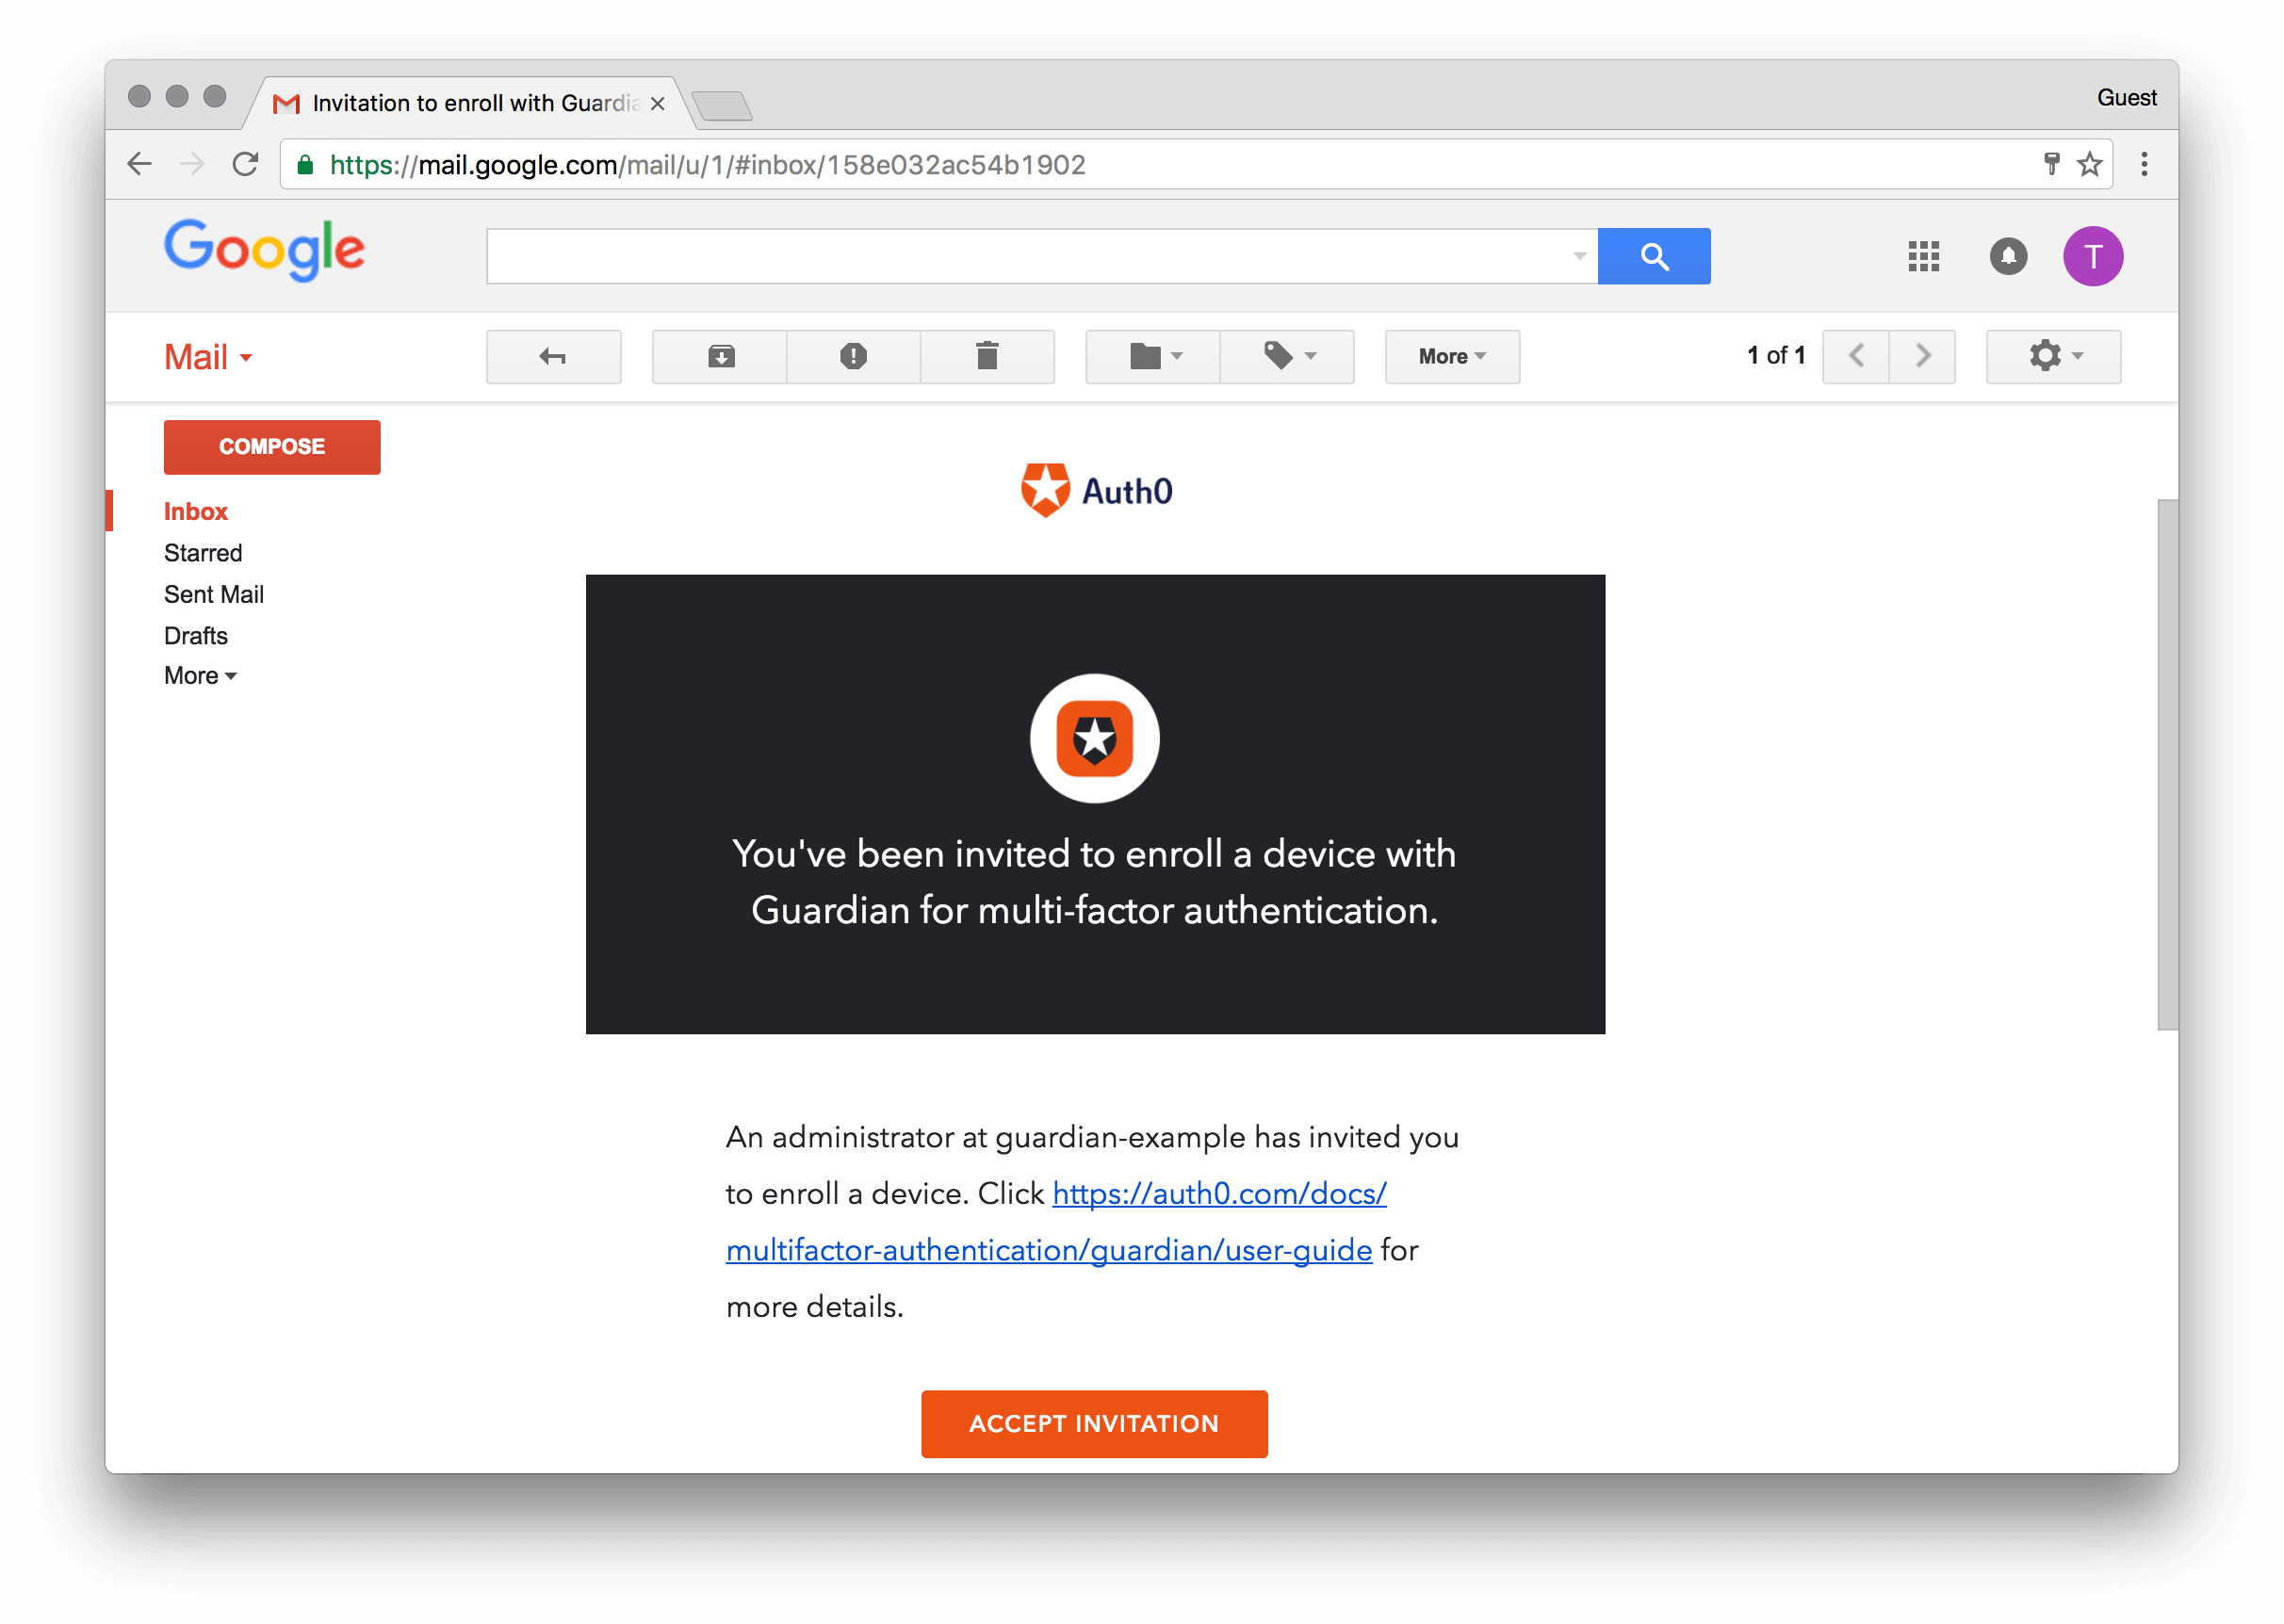 Invitation to enroll with Guardia
Guest
https://mail.google.com/mail/u/1/#inbox/158e032ac54b1902
Google
T
Mail
More
1 of 1
COMPOSE
Inbox
Starred
Sent Mail
Drafts
More
Auth0
You've been invited to enroll a device with
Guardian for multi-factor authentication.
An administrator at guardian-example has invited you
to enroll a device. Click https://auth0.com/docs/
multifactor-authentication/guardian/user-guide for
more details.
ACCEPT INVITATION